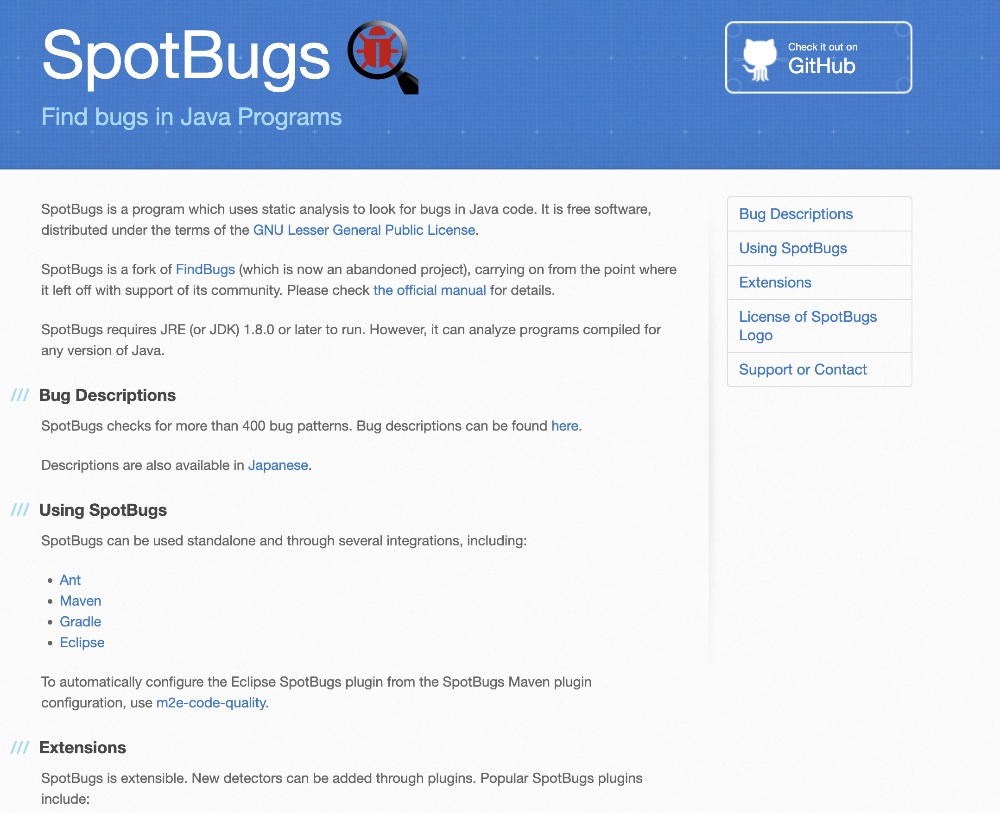 SpotBugs
Find bugs in Java Programs
Check it out on
GitHub
SpotBugs is a program which uses static analysis to look for bugs in Java code. It is free software,
distributed under the terms of the GNU Lesser General Public License.
SpotBugs is a fork of FindBugs (which is now an abandoned project), carrying on from the point where
it left off with support of its community. Please check the official manual for details.
SpotBugs requires JRE (or JDK) 1.8.0 or later to run. However, it can analyze programs compiled for
any version of Java.
/// Bug Descriptions
SpotBugs checks for more than 400 bug patterns. Bug descriptions can be found here.
Descriptions are also available in Japanese.
/// Using SpotBugs
SpotBugs can be used standalone and through several integrations, including:
• Ant
• Maven
• Gradle
• Eclipse
To automatically configure the Eclipse SpotBugs plugin from the SpotBugs Maven plugin
configuration, use m2e-code-quality.
/// Extensions
SpotBugs is extensible. New detectors can be added through plugins. Popular SpotBugs plugins
include:
Bug Descriptions
Using SpotBugs
Extensions
License of SpotBugs
Logo
Support or Contact